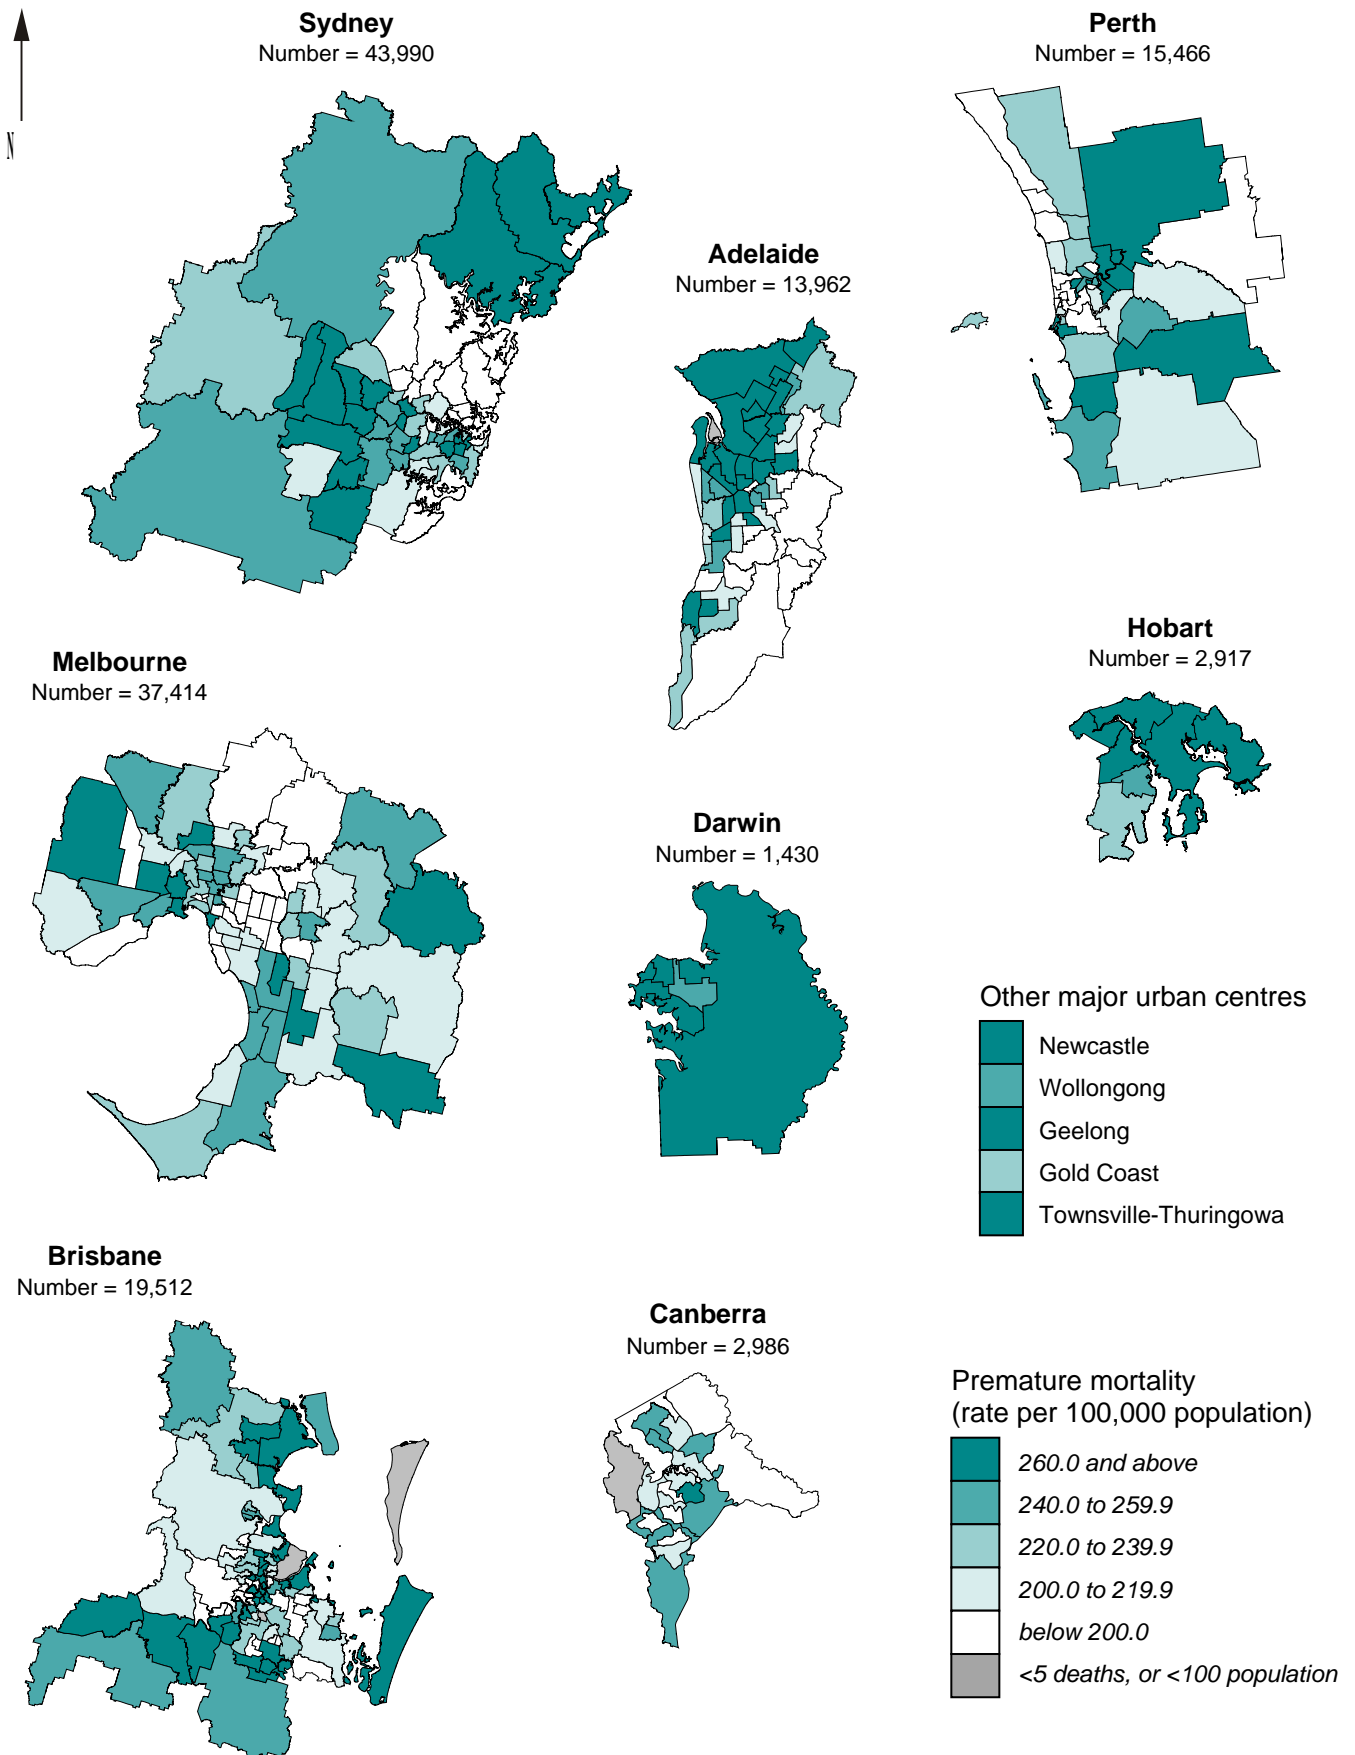 Sydney
Number = 43,990
Perth
Number = 15,466
N
Adelaide
Number = 13,962
Hobart
Number = 2,917
Melbourne
Number = 37,414
Darwin
Number = 1,430
Other major urban centres
Newcastle
Wollongong
Geelong
Gold Coast
Townsville-Thuringowa
Brisbane
Number = 19,512
Canberra
Number = 2,986
Premature mortality
(rate per 100,000 population)
260.0 and above
240.0 to 259.9
220.0 to 239.9
200.0 to 219.9
below 200.0
<5 deaths, or <100 population